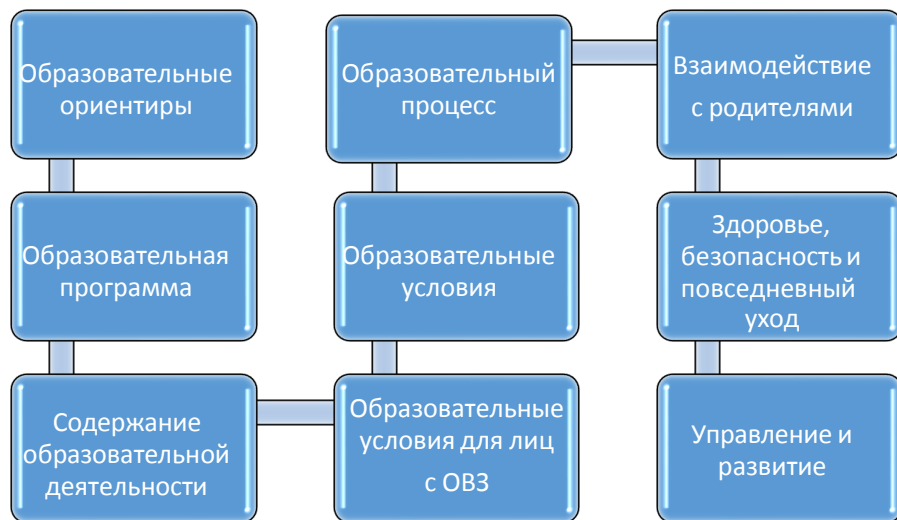 Образовательные
ориентиры
Образовательная
программа
Содержание
образовательной
деятельности
Образовательные
условия для лиц
с ОВЗ
Образовательные
условия
Образовательный
процесс
Взаимодействие
с родителями
Здоровье,
безопасность и
повседневный
уход
Управление и
развитие